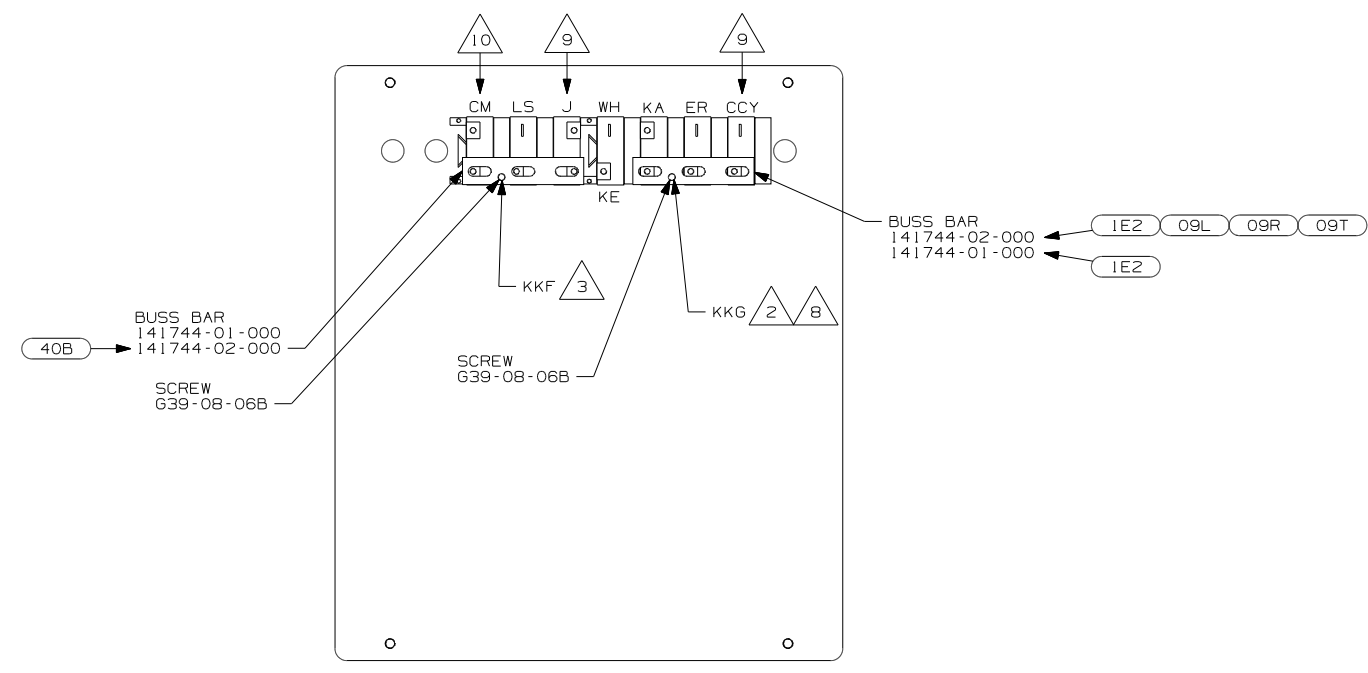 10
9
9
CM LS J WH KA ER CCY
KE
BUSS BAR
141744-02-000
141744-01-000
1E2 09L 09R 09T
1E2
KKF 3
KKG 2 8
BUSS BAR
141744-01-000
141744-02-000
40B
SCREW
G39-08-06B
SCREW
G39-08-06B